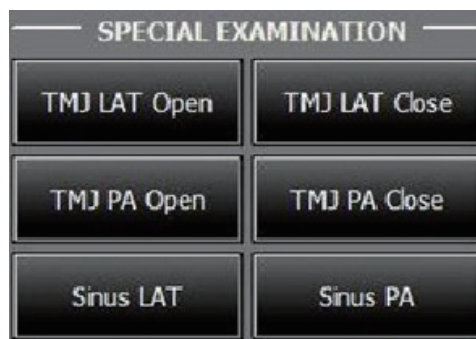 SPECIAL EXAMINATION
TMJ LAT Open
TMJ LAT Close
TMJ PA Open
TMJ PA Close
Sinus LAT
Sinus PA